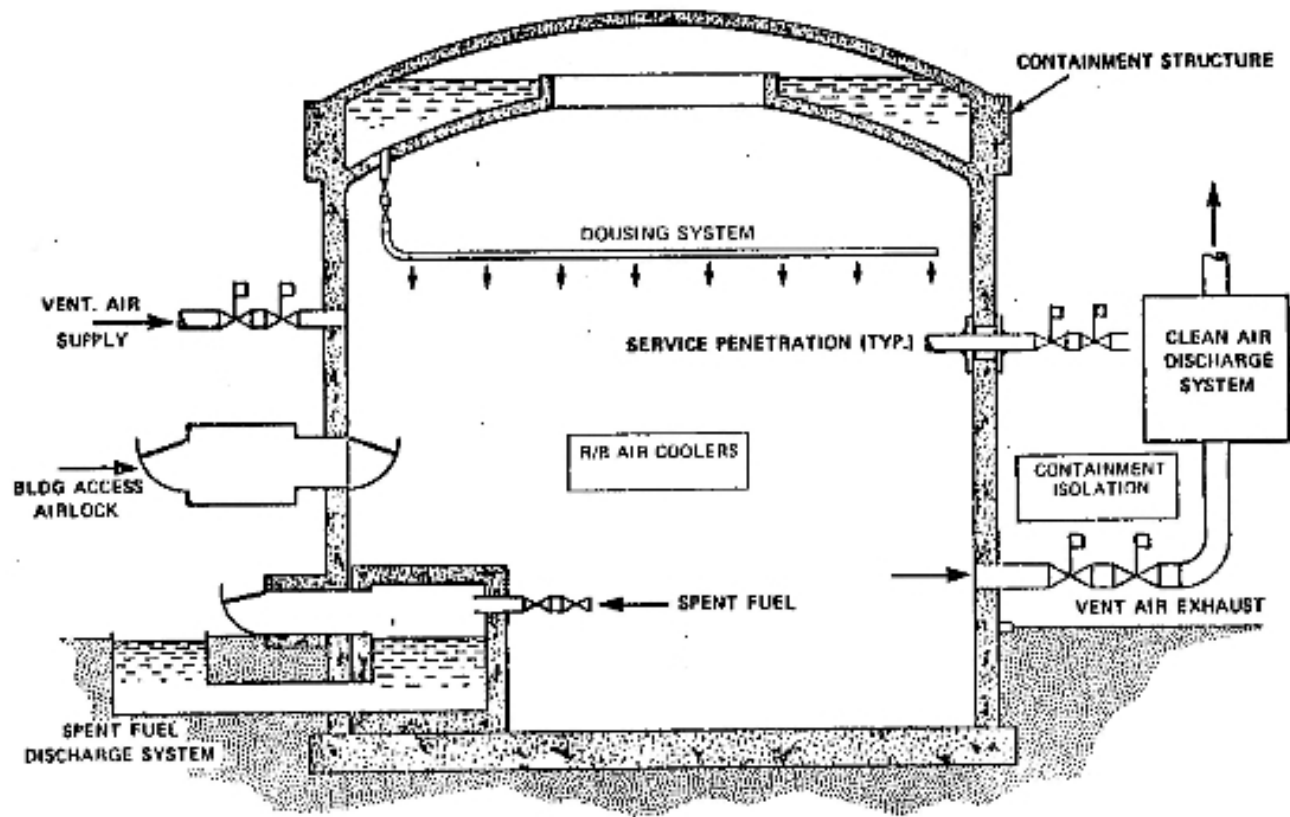 CONTAINMENT STRUCTURE
DOUSING SYSTEM
VENT. AIR
SUPPLY
SERVICE PENETRATION (TYP.)
CLEAN AIR
DISCHARGE
SYSTEM
R/B AIR COOLERS
BLDG ACCESS
AIRLOCK
CONTAINMENT
ISOLATION
SPENT FUEL
VENT AIR EXHAUST
SPENT FUEL
DISCHARGE SYSTEM